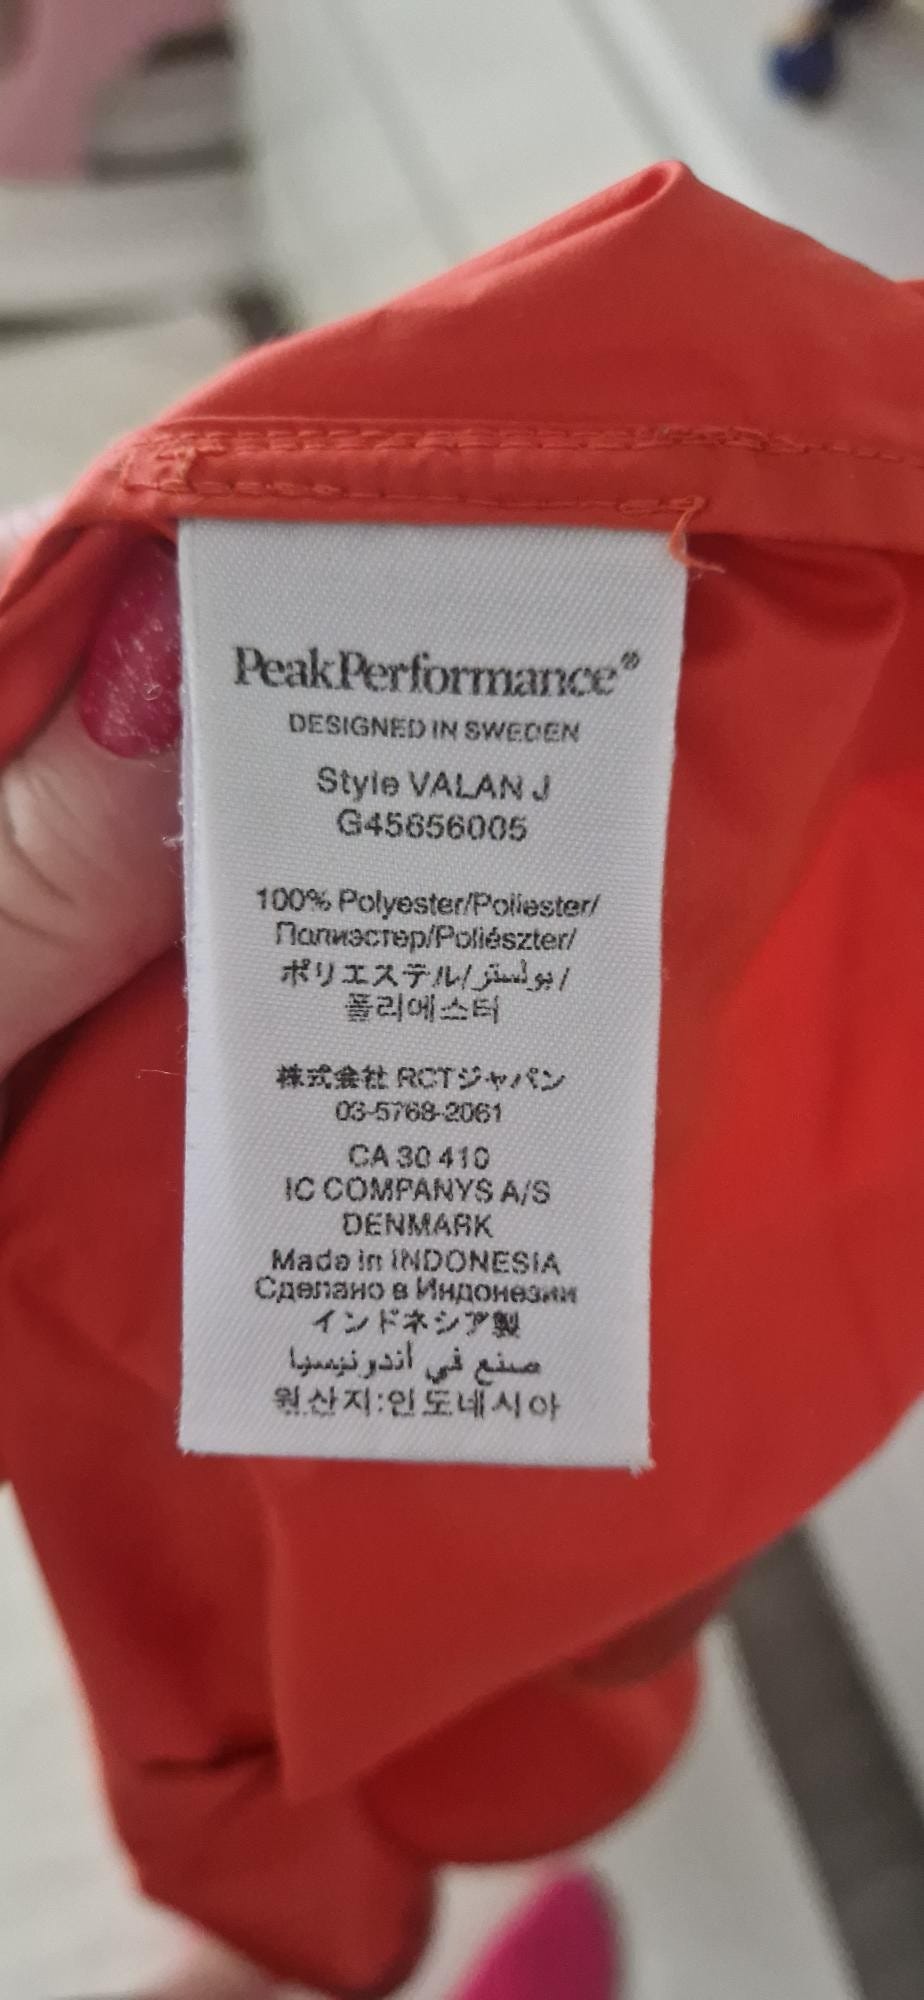 PeakPerformance®
DESIGNED IN SWEDEN
Style VALAN J
G45656005
100% Polyester/Poliester/
Полиэстер/Poliészter/
ポリエステル/بولستر/
폴리에스터
株式会社 RCTジャパン
03-5768-2061
CA 30 410
IC COMPANYS A/S
DENMARK
Made in INDONESIA
Сделано в Индонезии
インドネシア製
صنع في أندونيسيا
원산지:인도네시아